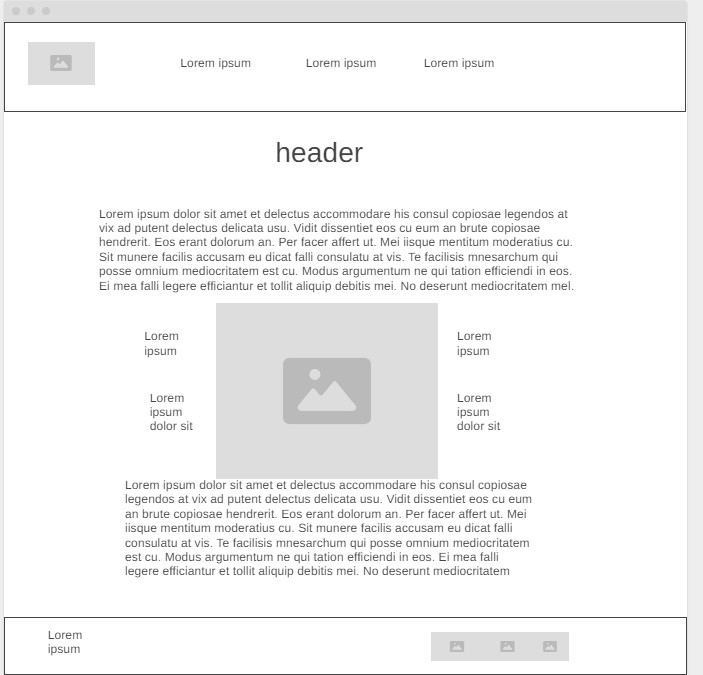 Lorem ipsum
Lorem ipsum
Lorem ipsum
header
Lorem ipsum dolor sit amet et delectus accommodare his consul copiosae legendos at
vix ad putent delectus delicata usu. Vidit dissentiet eos cu eum an brute copiosae
hendrerit. Eos erant dolorum an. Per facer affert ut. Mei iisque mentitum moderatius cu.
Sit munere facilis accusam eu dicat falli consulatu at vis. Te facilisis mnesarchum qui
posse omnium mediocritatem est cu. Modus argumentum ne qui tation efficiendi in eos.
Ei mea falli legere efficiantur et tollit aliquip debitis mei. No deserunt mediocritatem mel.
Lorem
ipsum
Lorem
ipsum
dolor sit
Lorem
ipsum
Lorem
ipsum
dolor sit
Lorem ipsum dolor sit amet et delectus accommodare his consul copiosae
legendos at vix ad putent delectus delicata usu. Vidit dissentiet eos cu eum
an brute copiosae hendrerit. Eos erant dolorum an. Per facer affert ut. Mei
iisque mentitum moderatius cu. Sit munere facilis accusam eu dicat falli
consulatu at vis. Te facilisis mnesarchum qui posse omnium mediocritatem
est cu. Modus argumentum ne qui tation efficiendi in eos. Ei mea falli
legere efficiantur et tollit aliquip debitis mei. No deserunt mediocritatem
Lorem
ipsum